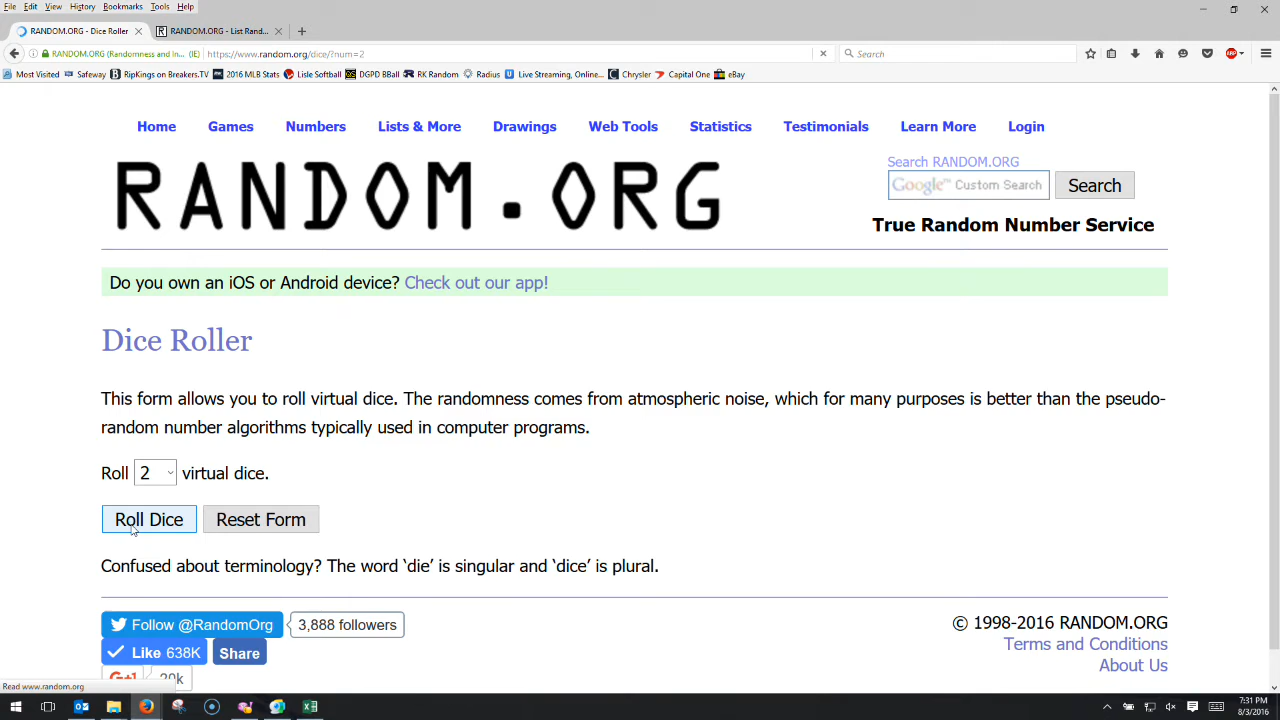 File Edit View History Bookmarks Tools Help
RANDOM.ORG - Dice Roller
RANDOM.ORG - List Rand...
RANDOM.ORG (Randomness and In... (IE)
https://www.random.org/dice/?num=2
Search
Most Visited Safeway RipKings on Breakers.TV 2016 MLB Stats Lisle Softball DGPD BBall RK Random Radius Live Streaming, Online... Chrysler Capital One eBay
Home Games Numbers Lists & More Drawings Web Tools Statistics Testimonials Learn More Login
RANDOM.ORG
Search RANDOM.ORG
Google™ Custom Search
Search
True Random Number Service
Do you own an iOS or Android device? Check out our app!
Dice Roller
This form allows you to roll virtual dice. The randomness comes from atmospheric noise, which for many purposes is better than the pseudo-
random number algorithms typically used in computer programs.
Roll 2 virtual dice.
Roll Dice Reset Form
Confused about terminology? The word ‘die’ is singular and ‘dice’ is plural.
Follow @RandomOrg 3,888 followers
Like 638K Share
G+1 20k
© 1998-2016 RANDOM.ORG
Terms and Conditions
About Us
Read www.random.org
7:31 PM
8/3/2016